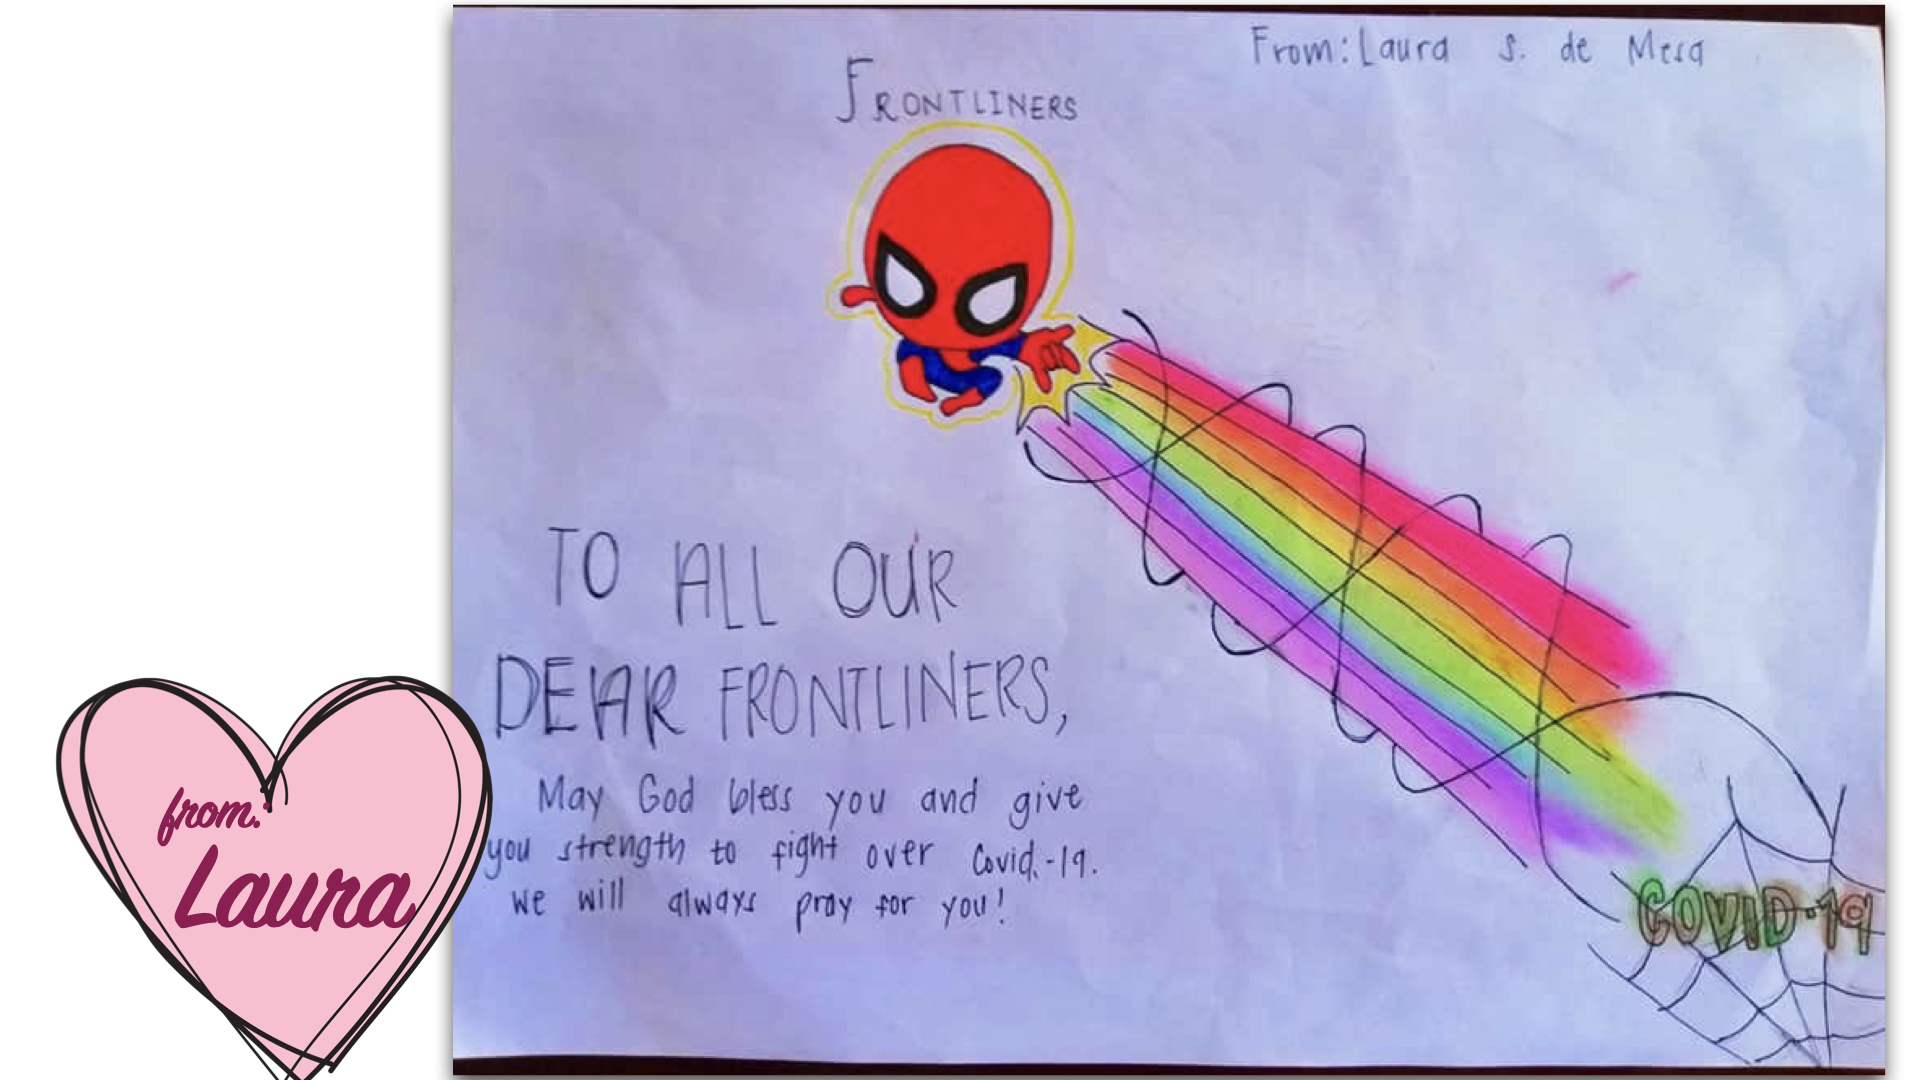 From: Laura S. de Mesa
FRONTLINERS
TO ALL OUR
DEAR FRONTLINERS,
May God bless you and give
you strength to fight over Covid.-19.
we will always pray for you!
COVID-19
from:
Laura